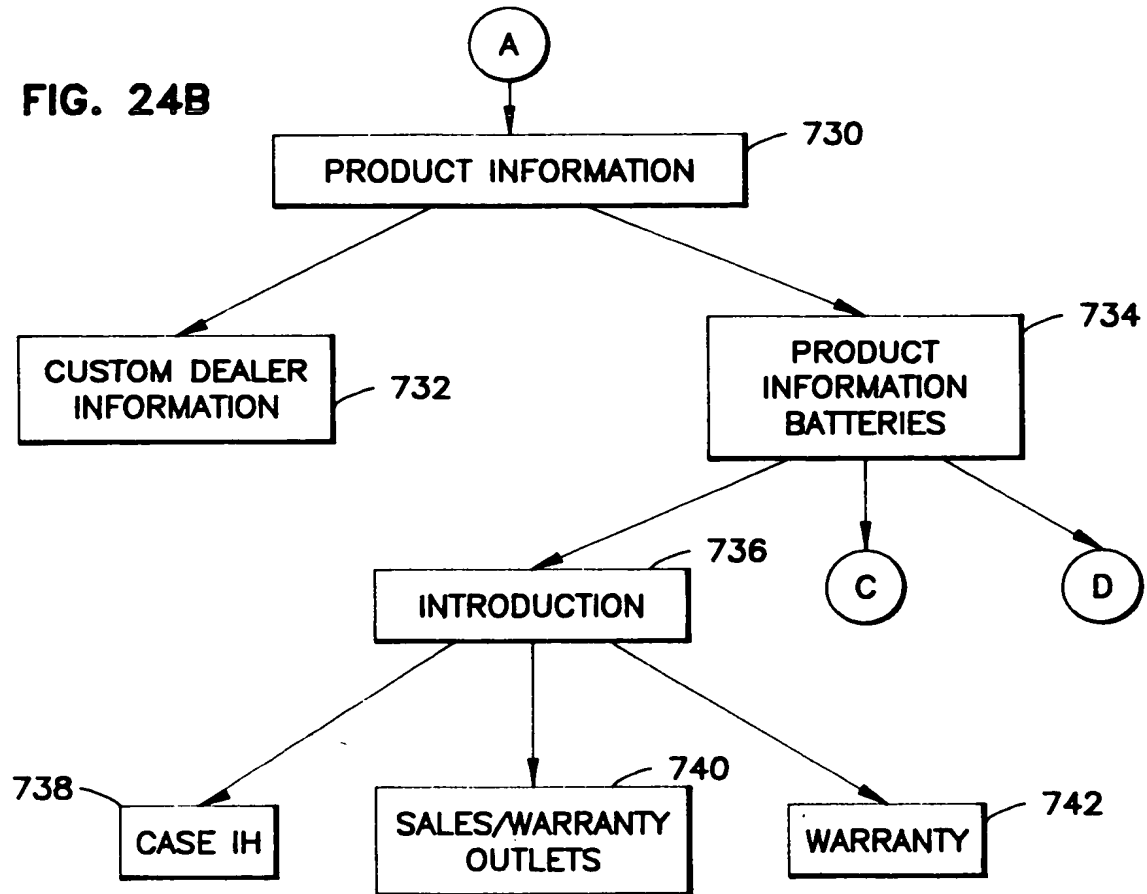 A
FIG. 24B
730
PRODUCT INFORMATION
734
CUSTOM DEALER
INFORMATION
732
PRODUCT
INFORMATION
BATTERIES
736
INTRODUCTION
C
D
738
CASE IH
740
SALES/WARRANTY
OUTLETS
742
WARRANTY